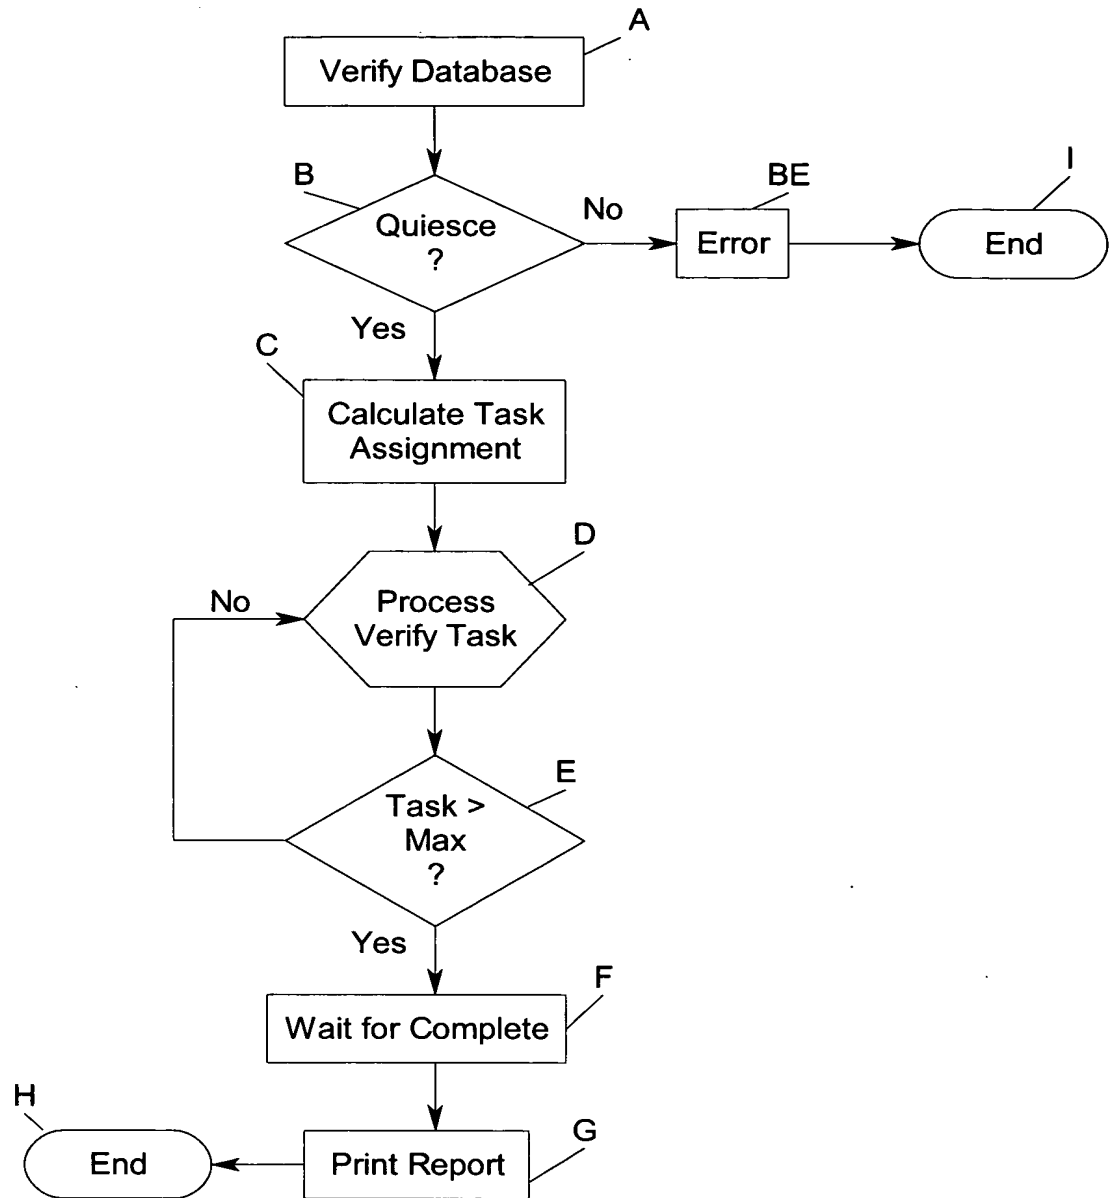 A
Verify Database
B
Quiesce
?
No
BE
Error
I
End
Yes
C
Calculate Task
Assignment
D
Process
Verify Task
No
E
Task >
Max
?
Yes
F
Wait for Complete
G
Print Report
H
End